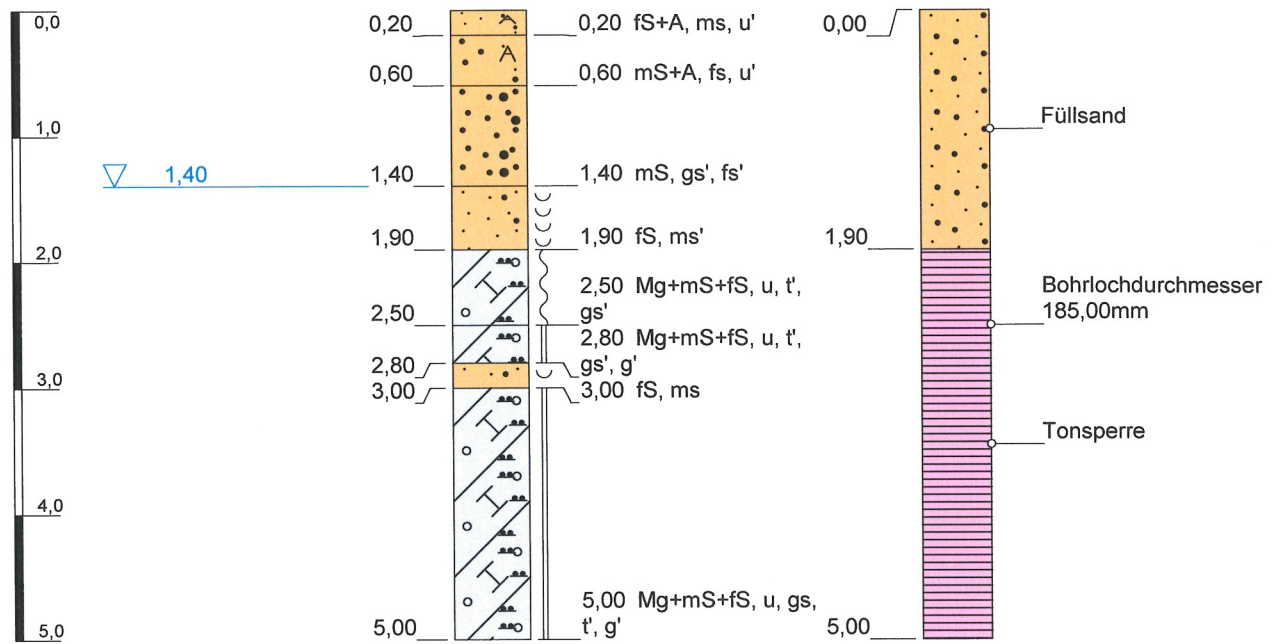 0,0
1,0
2,0
3,0
4,0
5,0
1,40
0,20
0,60
1,40
1,90
2,50
2,80
3,00
5,00
0,20 fS+A, ms, u'
0,60 mS+A, fs, u'
1,40 mS, gs', fs'
1,90 fS, ms'
2,50 Mg+mS+fS, u, t',
gs'
2,80 Mg+mS+fS, u, t',
gs', g'
3,00 fS, ms
5,00 Mg+mS+fS, u, gs,
t', g'
A
A
0,00
1,90
5,00
Füllsand
Bohrlochdurchmesser
185,00mm
Tonsperre